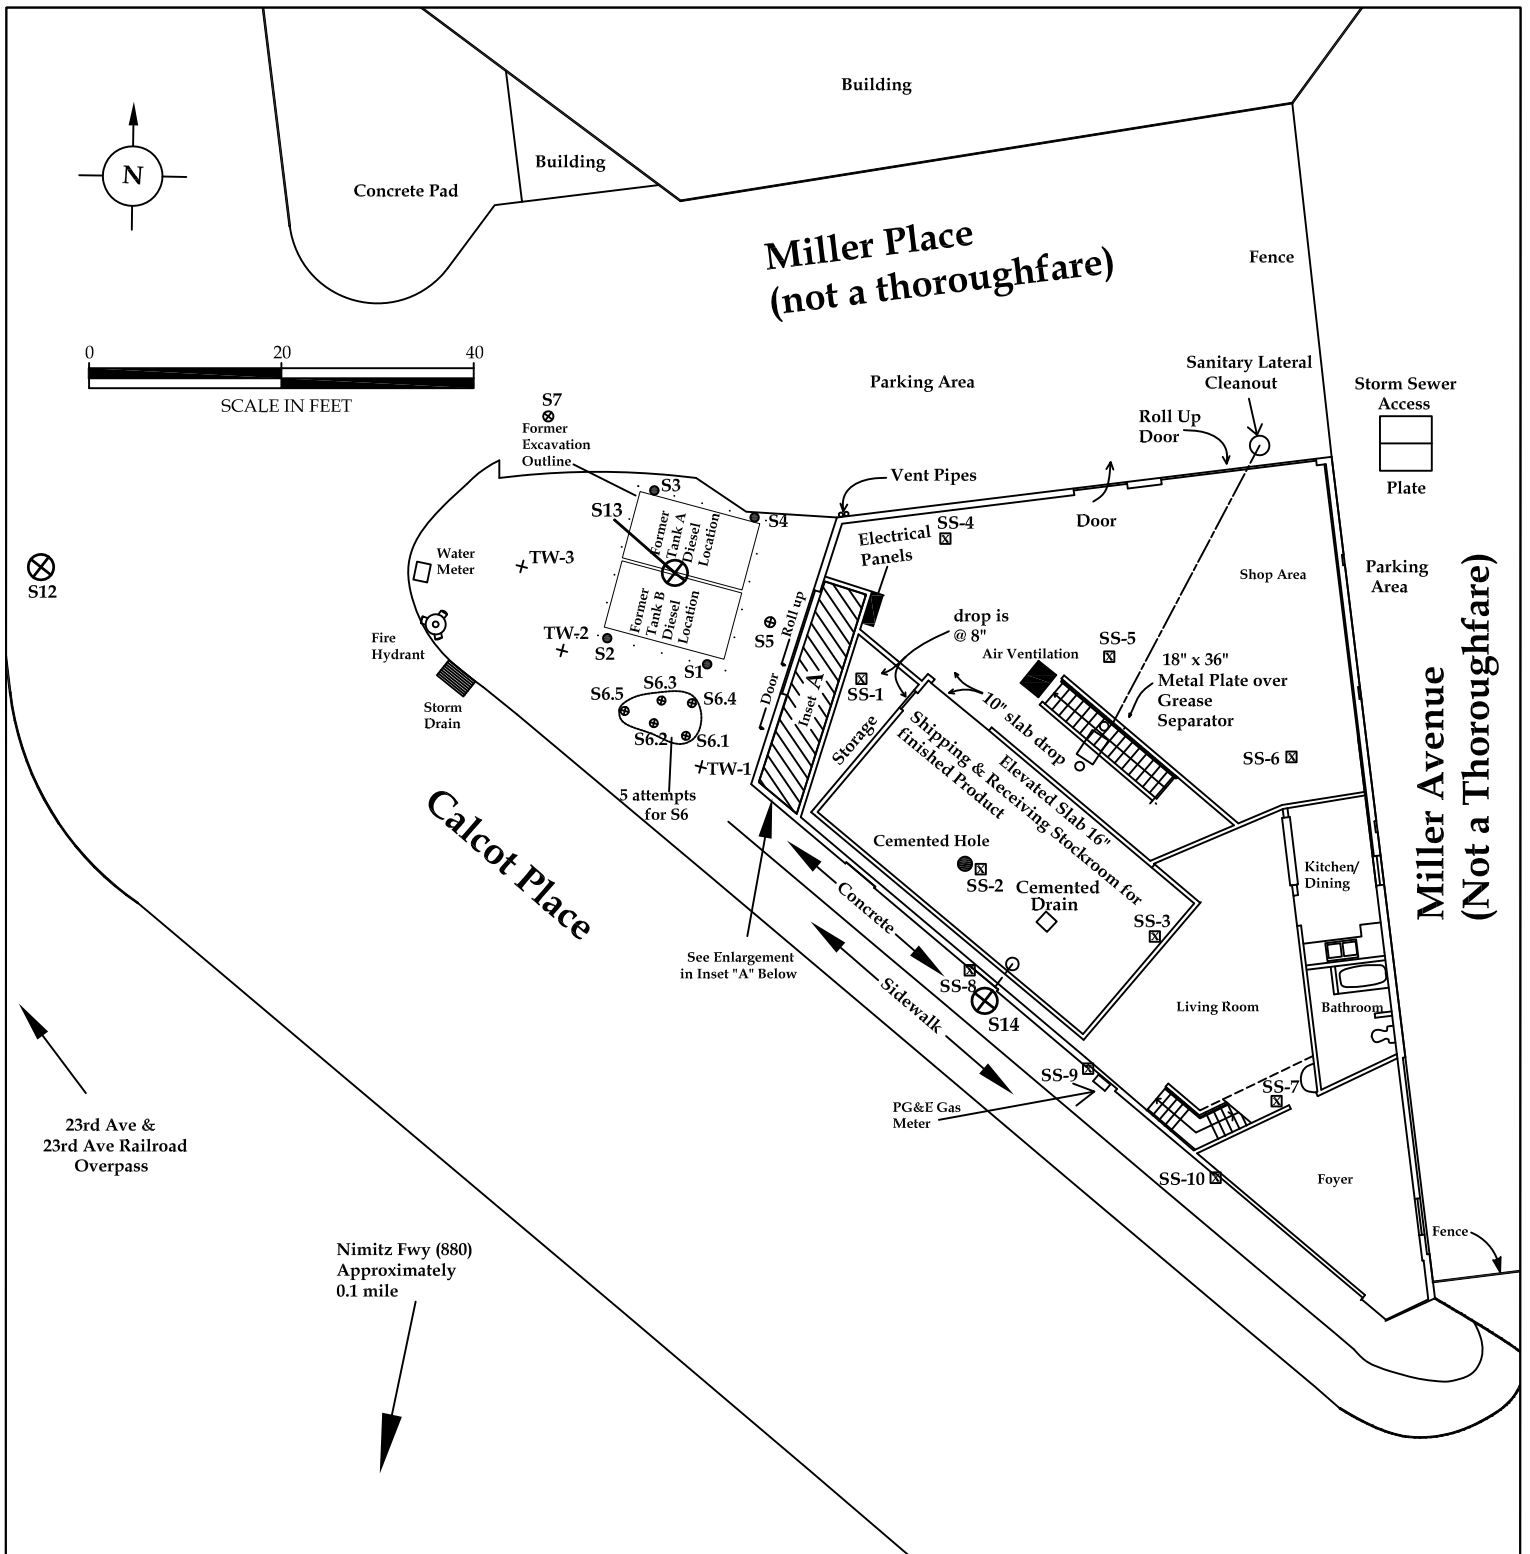 Building
Building
N
Concrete Pad
Miller Place
(not a thoroughfare)
Fence
0 20 40
SCALE IN FEET
Parking Area
Sanitary Lateral
Cleanout
Storm Sewer
Access
Plate
Roll Up
Door
S7
Former
Excavation
Outline
Vent Pipes
Door
S3
S13
S4
Former
Tank A
Diesel
Location
Former
Tank B
Diesel
Location
Electrical
Panels
SS-4
Water
Meter
TW-3
S12
Shop Area
Parking
Area
Miller Avenue
(Not a Thoroughfare)
Fire
Hydrant
TW-2
S2
S1
S5
Roll up
Door
drop is
@ 8"
Air Ventilation
SS-5
18" x 36"
Metal Plate over
Grease
Separator
SS-1
Inset A
Storage
10" slab drop
Storm
Drain
S6.5
S6.3
S6.4
S6.2
S6.1
TW-1
5 attempts
for S6
SS-6
Elevated Slab 16"
Shipping & Receiving Stockroom for
finished Product
Calcot Place
Cemented Hole
SS-2
Cemented
Drain
SS-3
Kitchen/
Dining
Concrete
Sidewalk
See Enlargement
in Inset "A" Below
SS-8
S14
Living Room
Bathroom
SS-9
SS-7
PG&E Gas
Meter
23rd Ave &
23rd Ave Railroad
Overpass
SS-10
Foyer
Fence
Nimitz Fwy (880)
Approximately
0.1 mile